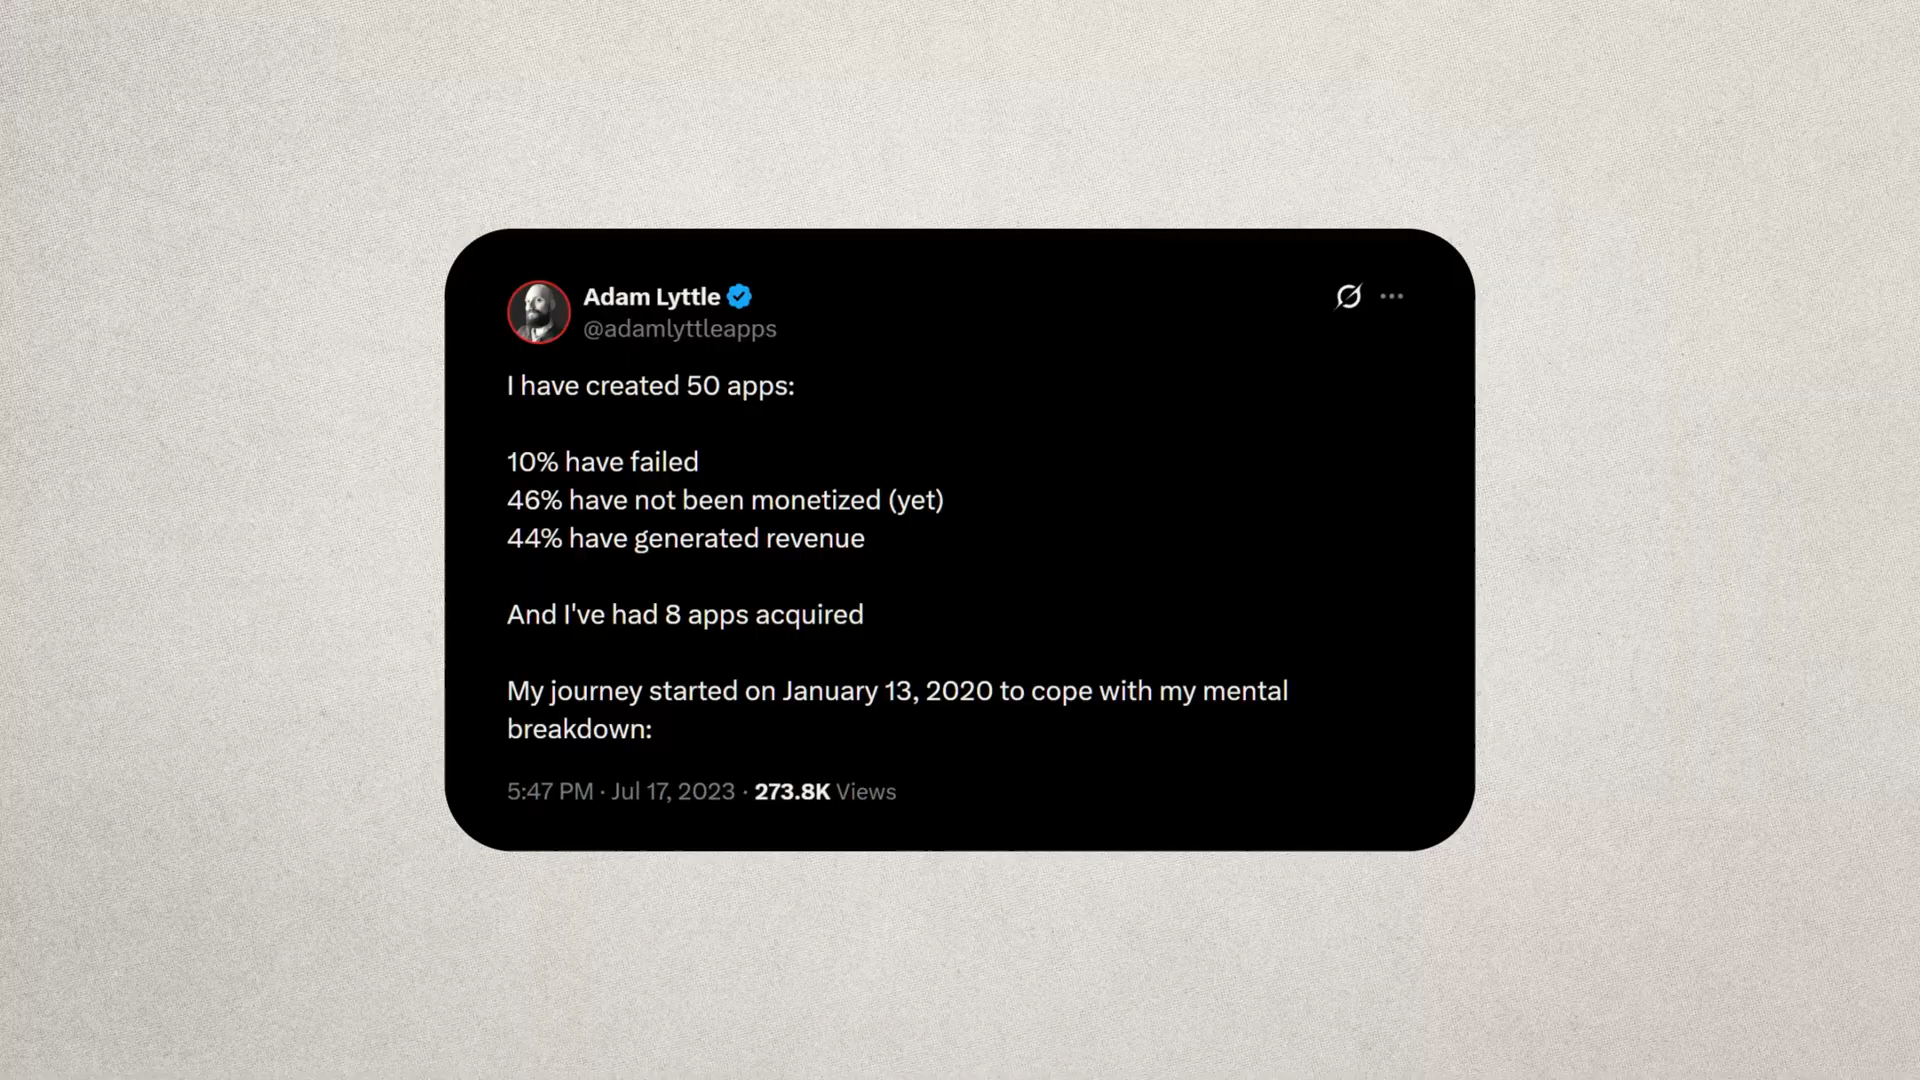 Adam Lyttle
@adamlyttleapps
I have created 50 apps:
10% have failed
46% have not been monetized (yet)
44% have generated revenue
And I've had 8 apps acquired
My journey started on January 13, 2020 to cope with my mental
breakdown:
5:47 PM · Jul 17, 2023 · 273.8K Views